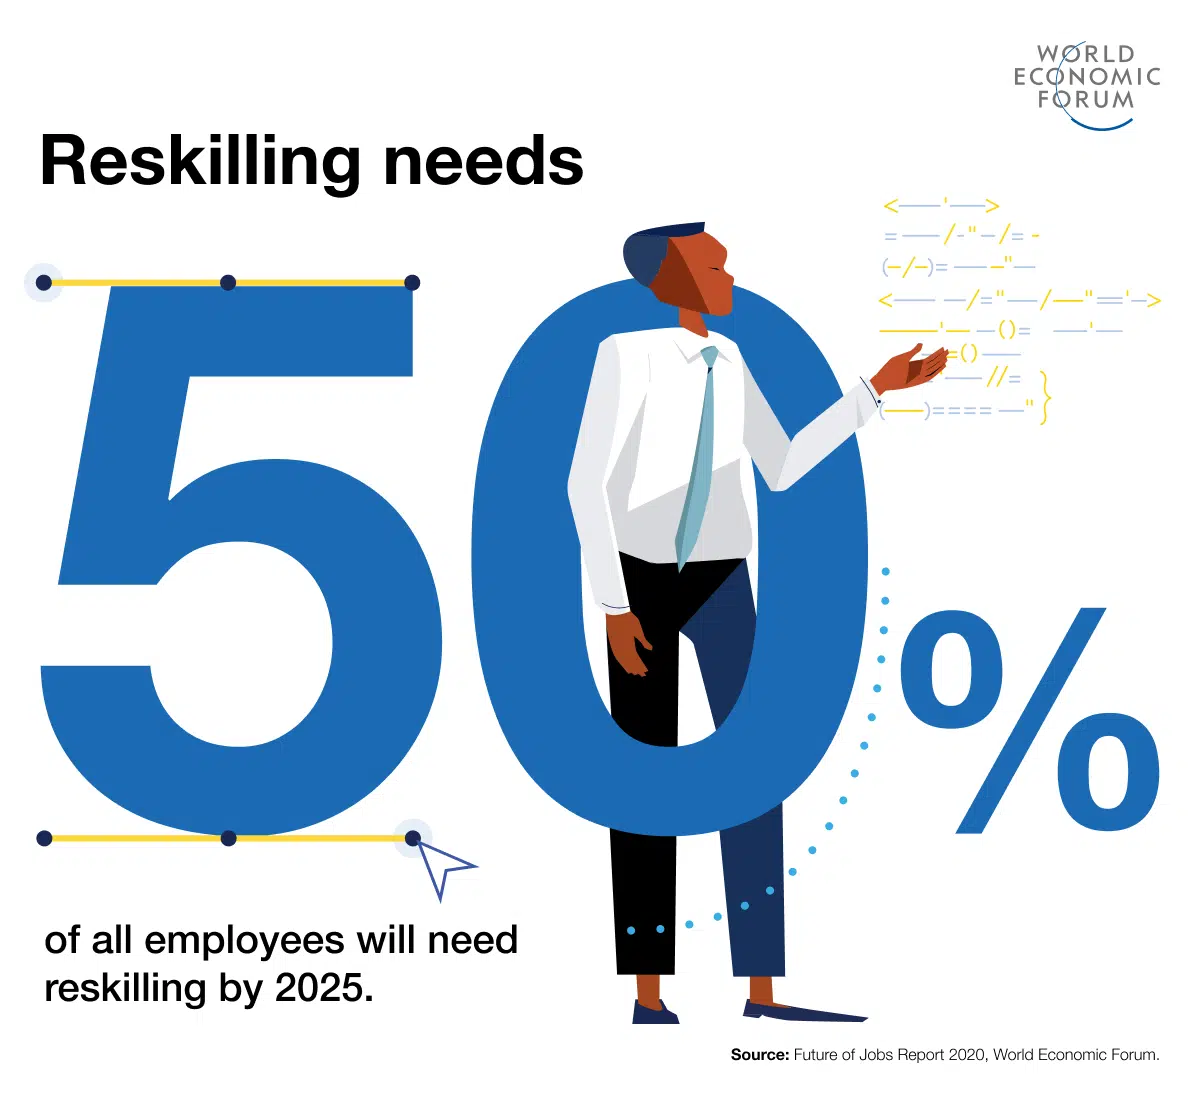 WORLD
ECONOMIC
FORUM
Reskilling needs
50%
of all employees will need
reskilling by 2025.
Source: Future of Jobs Report 2020, World Economic Forum.